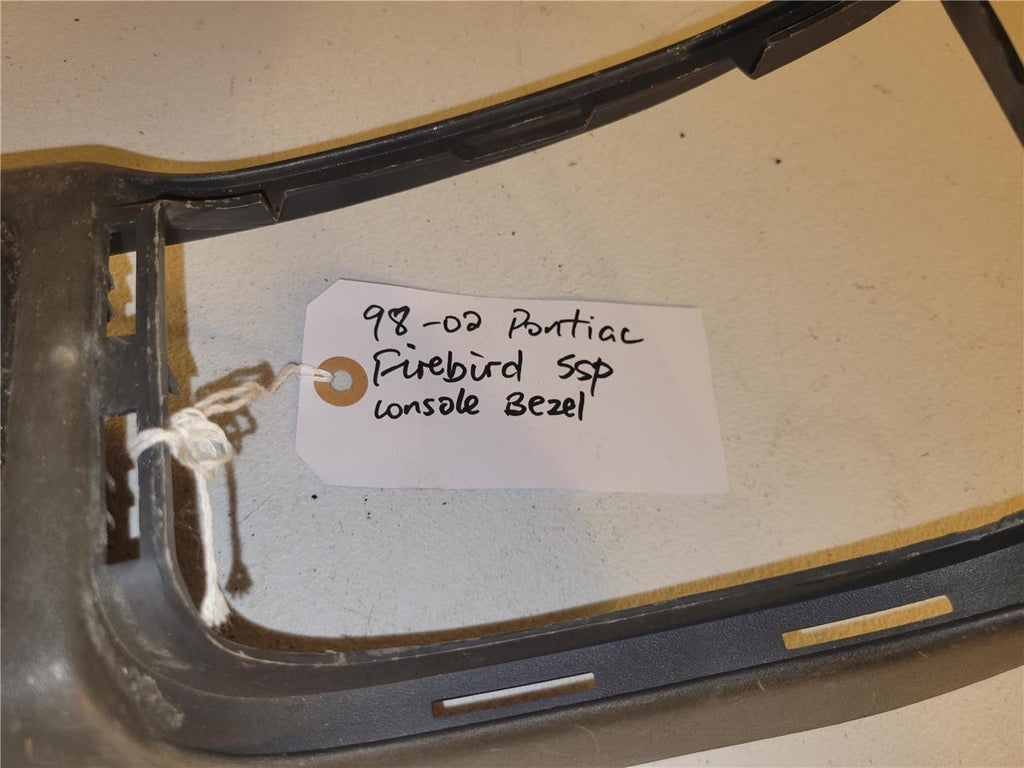 98-02 Pontiac
Firebird SSP
Console Bezel